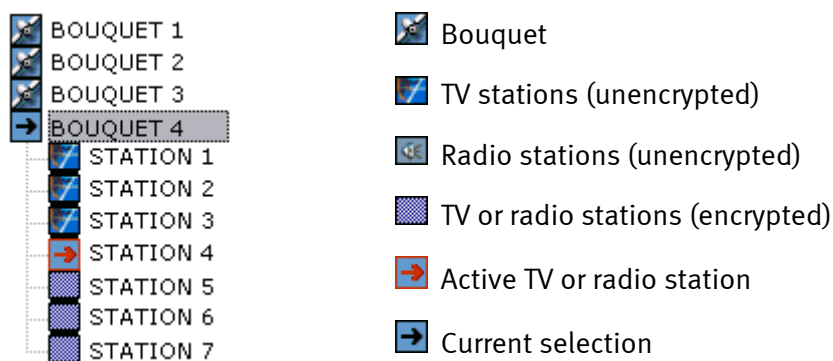 BOUQUET 1
BOUQUET 2
BOUQUET 3
BOUQUET 4
STATION 1
STATION 2
STATION 3
STATION 4
STATION 5
STATION 6
STATION 7
Bouquet
TV stations (unencrypted)
Radio stations (unencrypted)
TV or radio stations (encrypted)
Active TV or radio station
Current selection